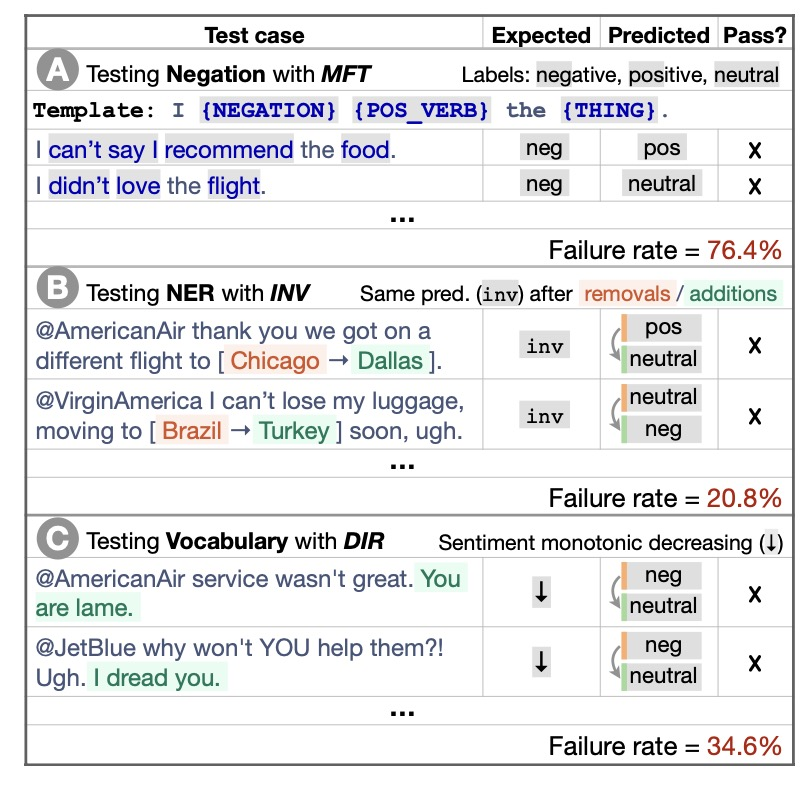 Test case Expected Predicted Pass?
A Testing Negation with MFT Labels: negative, positive, neutral
Template: I {NEGATION} {POS_VERB} the {THING}.
I can't say I recommend the food. neg pos X
I didn't love the flight. neg neutral X
...
Failure rate = 76.4%
B Testing NER with INV Same pred. (inv) after removals / additions
@AmericanAir thank you we got on a
different flight to [ Chicago → Dallas ]. inv pos neutral X
@VirginAmerica I can't lose my luggage,
moving to [ Brazil → Turkey ] soon, ugh. inv neutral neg X
...
Failure rate = 20.8%
C Testing Vocabulary with DIR Sentiment monotonic decreasing (↓)
@AmericanAir service wasn't great. You
are lame. ↓ neg neutral X
@JetBlue why won't YOU help them?!
Ugh. I dread you. ↓ neg neutral X
...
Failure rate = 34.6%